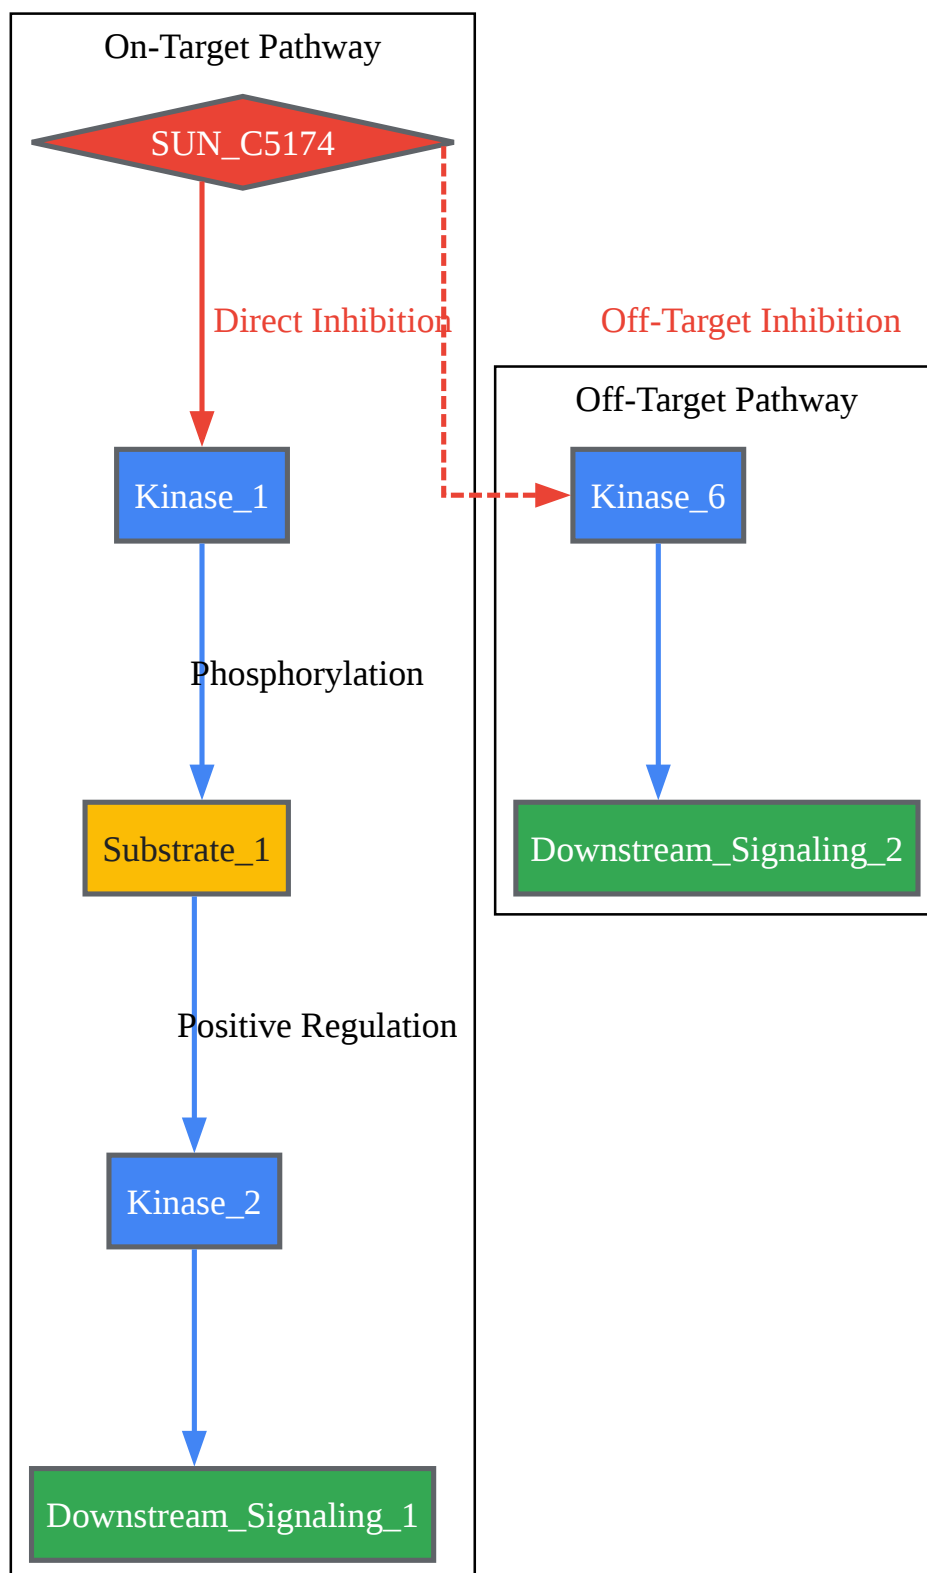 On-Target Pathway
SUN_C5174
Direct Inhibition
Off-Target Inhibition
Off-Target Pathway
Kinase_1
Kinase_6
Phosphorylation
Substrate_1
Downstream_Signaling_2
Positive Regulation
Kinase_2
Downstream_Signaling_1